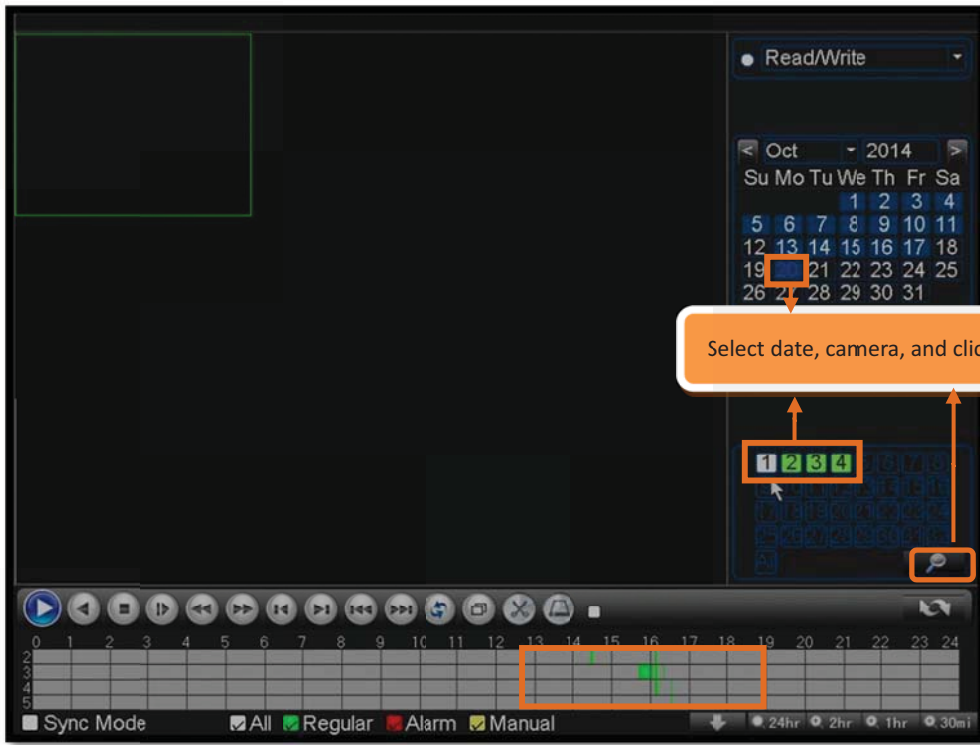 Read/Write
Oct 2014
Su Mo Tu We Th Fr Sa
1 2 3 4
5 6 7 8 9 10 11
12 13 14 15 16 17 18
19 20 21 22 23 24 25
26 27 28 29 30 31
Select date, camera, and clic
1 2 3 4
0 1 2 3 4 5 6 7 8 9 10 11 12 13 14 15 16 17 18 19 20 21 22 23 24
2
3
4
5
Sync Mode All Regular Alarm Manual 24hr 2hr 1hr 30mi